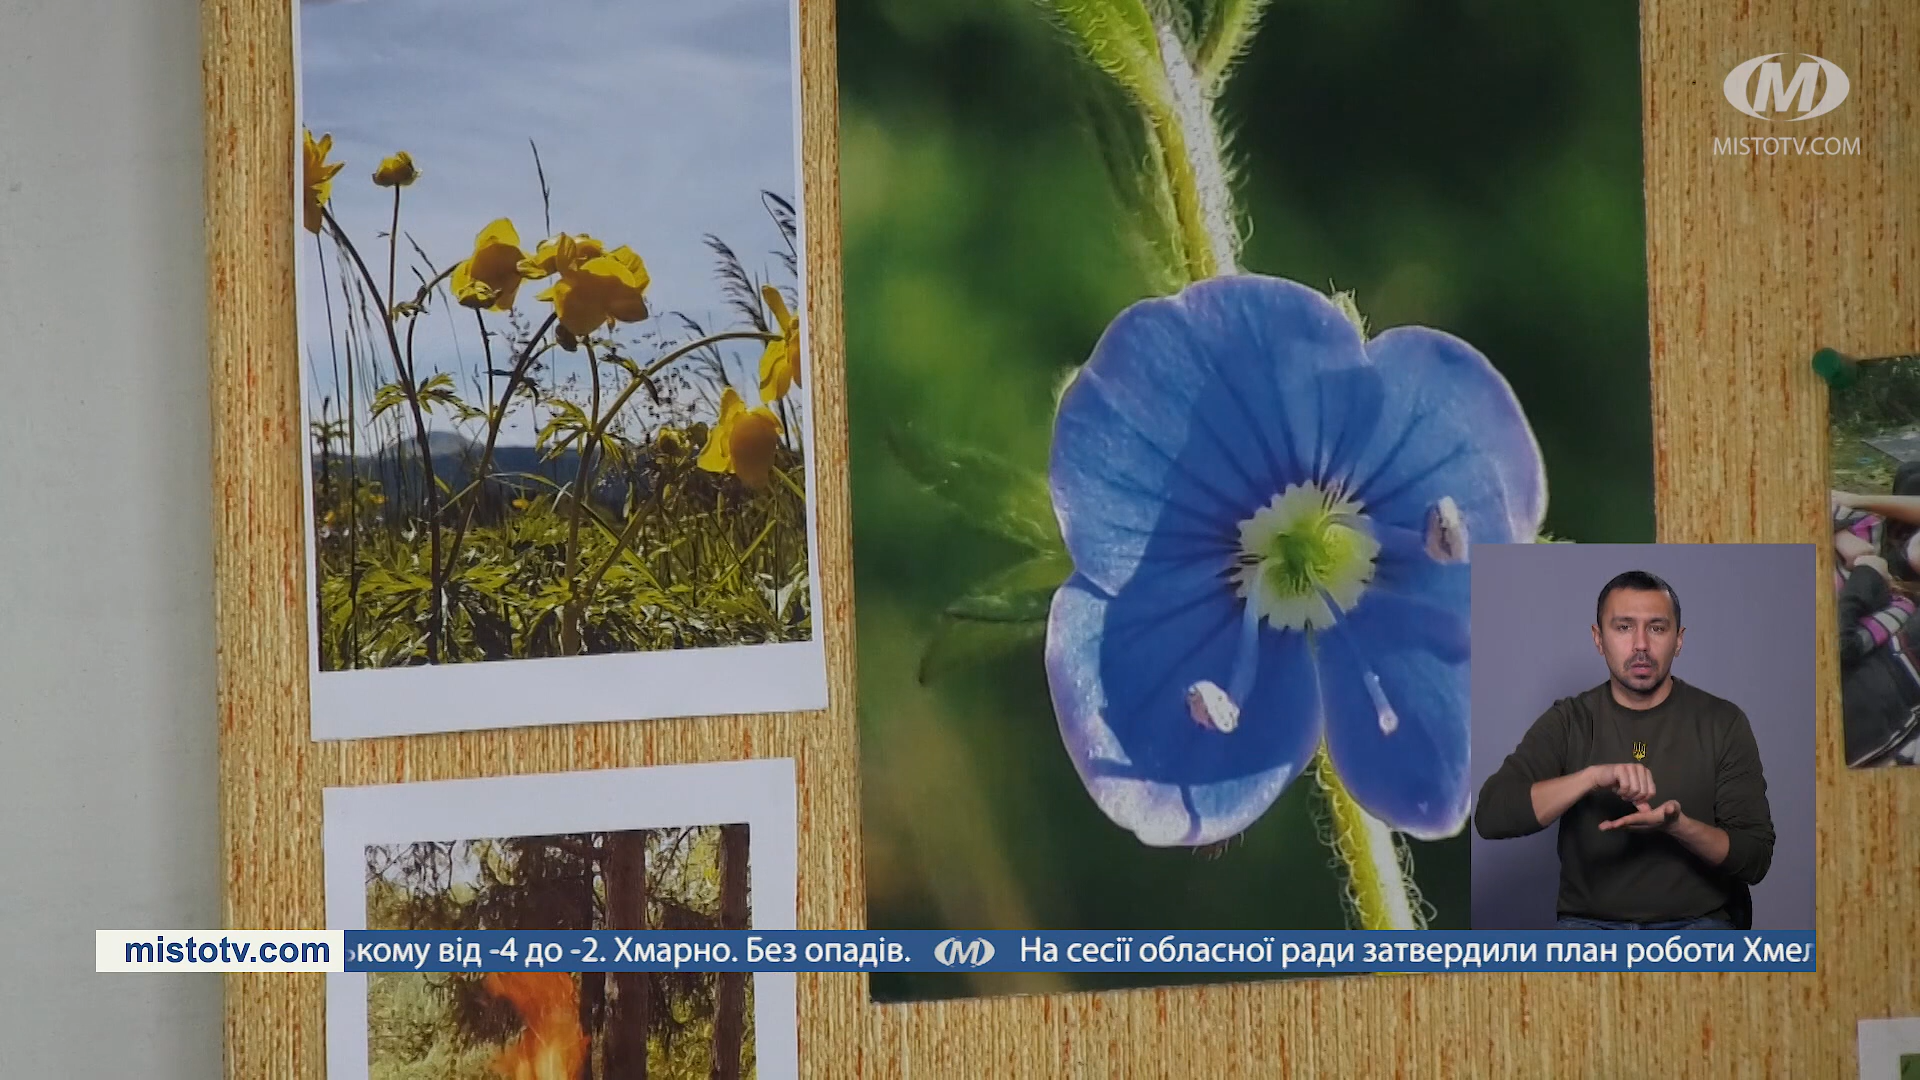 M
MISTOTV.COM
mistotv.com
ькому від -4 до -2. Хмарно. Без опадів. M На сесії обласної ради затвердили план роботи Хмел